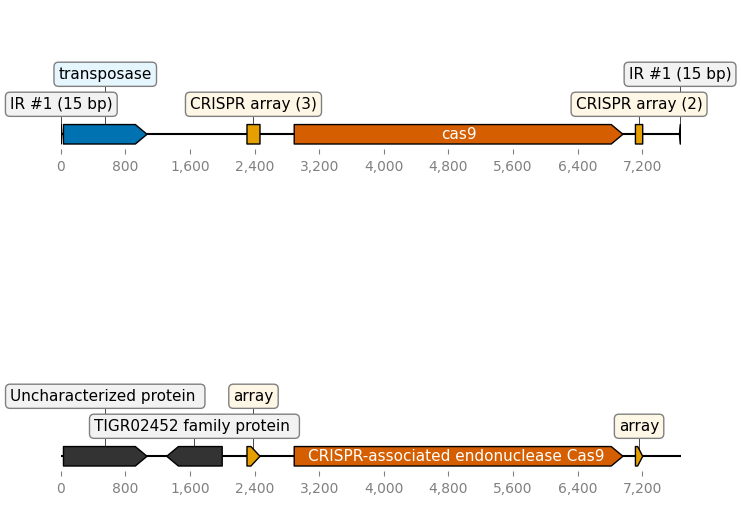 transposase
IR #1 (15 bp)
IR #1 (15 bp)
CRISPR array (3)
CRISPR array (2)
cas9
0 800 1,600 2,400 3,200 4,000 4,800 5,600 6,400 7,200
Uncharacterized protein
array
TIGR02452 family protein
array
CRISPR-associated endonuclease Cas9
0 800 1,600 2,400 3,200 4,000 4,800 5,600 6,400 7,200